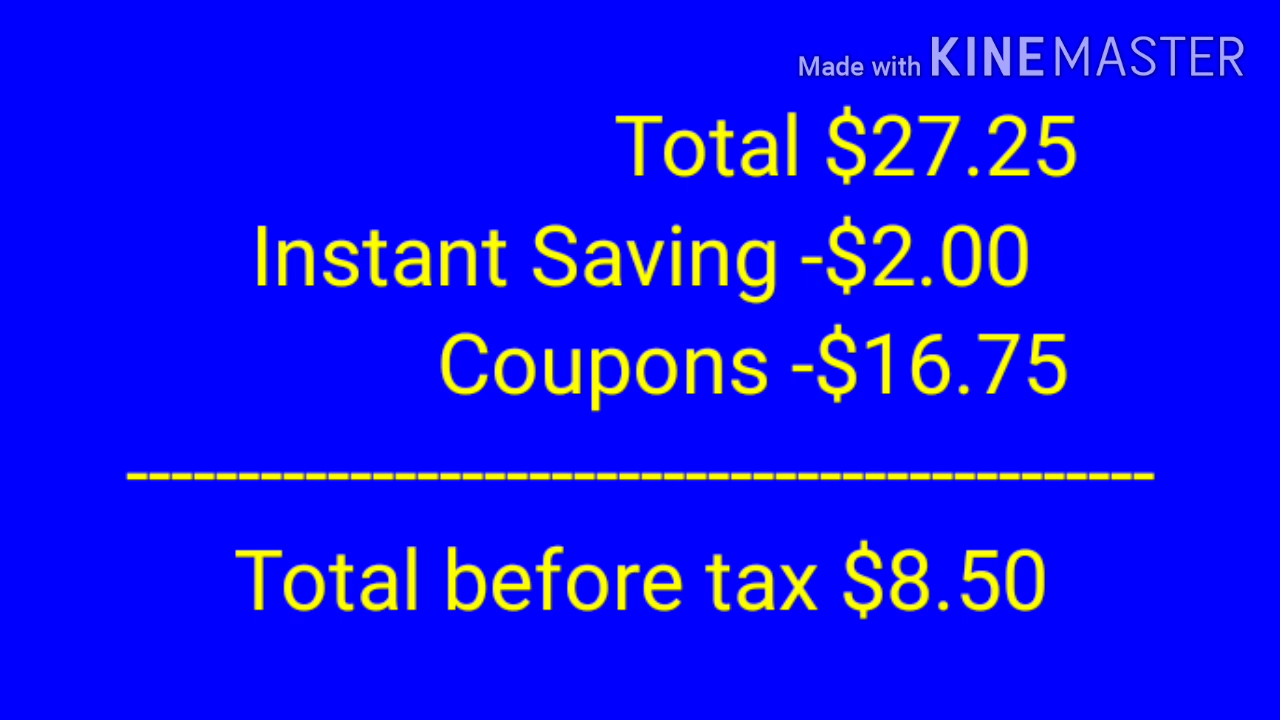 Made with KINEMASTER
Total $27.25
Instant Saving -$2.00
Coupons -$16.75
----------------------------------------------
Total before tax $8.50